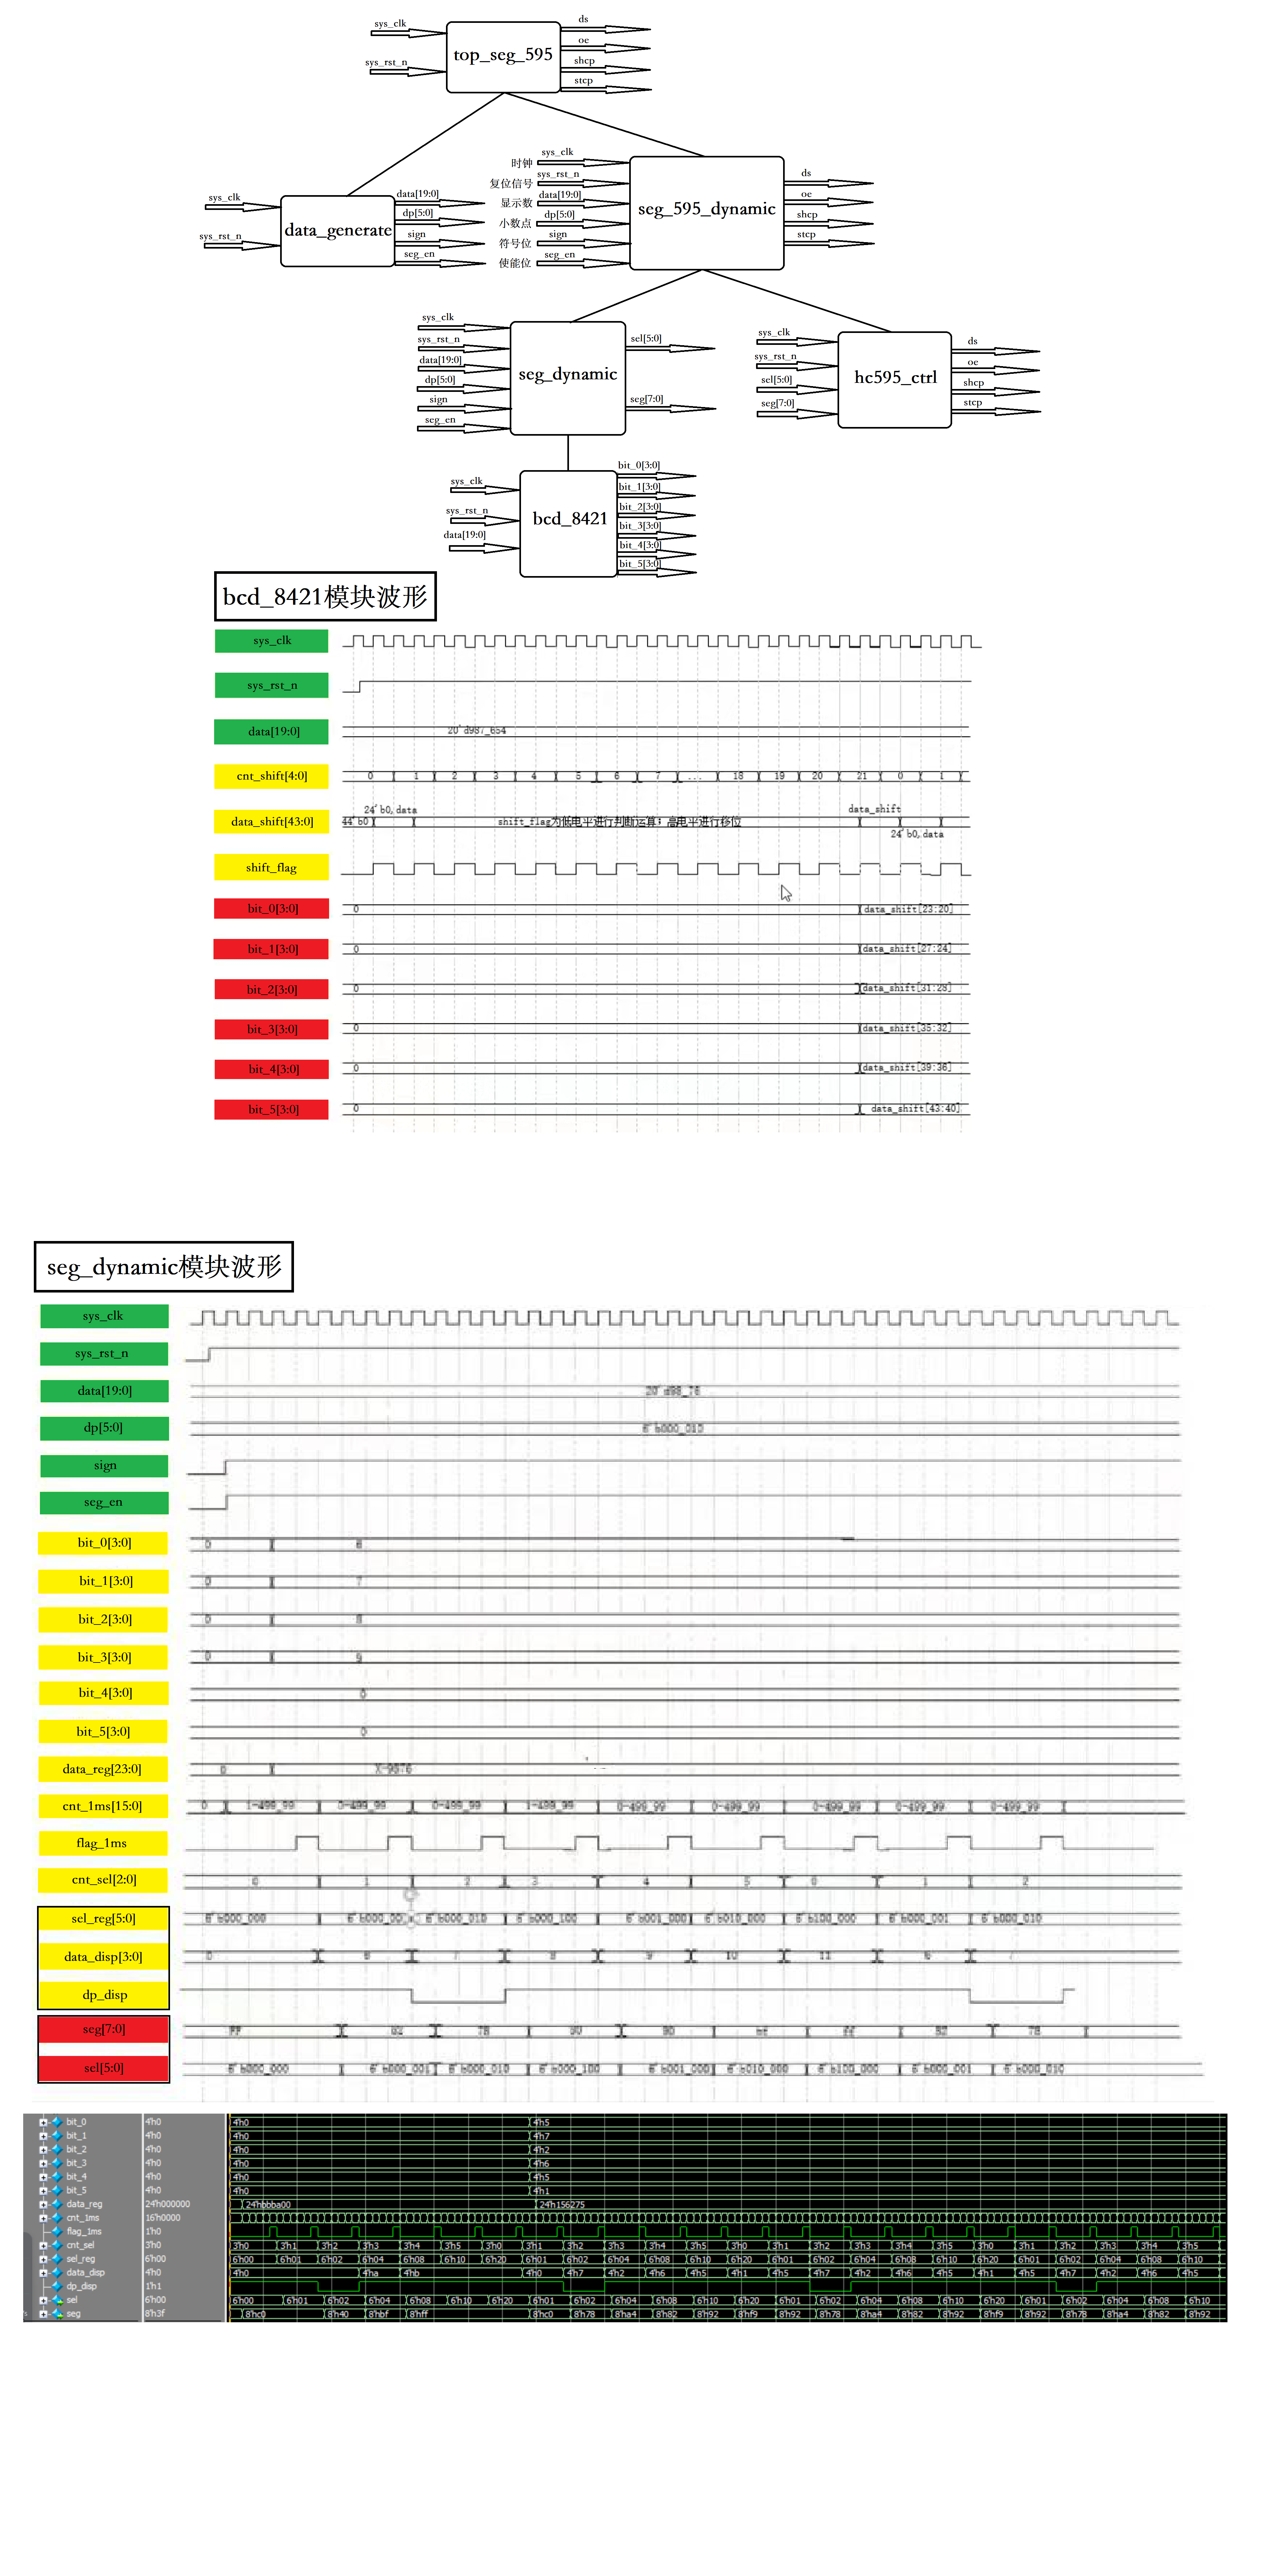 sys_clk
sys_rst_n
top_seg_595
ds
oe
shcp
stcp
sys_clk
sys_rst_n
data_generate
data[19:0]
dp[5:0]
sign
seg_en
时钟 sys_clk
复位信号 sys_rst_n
显示数 data[19:0]
小数点 dp[5:0]
符号位 sign
使能位 seg_en
seg_595_dynamic
ds
oe
shcp
stcp
sys_clk
sys_rst_n
data[19:0]
dp[5:0]
sign
seg_en
seg_dynamic
sel[5:0]
seg[7:0]
sys_clk
sys_rst_n
sel[5:0]
seg[7:0]
hc595_ctrl
ds
oe
shcp
stcp
sys_clk
sys_rst_n
data[19:0]
bcd_8421
bit_0[3:0]
bit_1[3:0]
bit_2[3:0]
bit_3[3:0]
bit_4[3:0]
bit_5[3:0]
bcd_8421模块波形
sys_clk
sys_rst_n
data[19:0] 20'd987_654
cnt_shift[4:0] 0 1 2 3 4 5 6 7 ... 18 19 20 21 0 1
24'b0,data data_shift
data_shift[43:0] 44'b0 shift_flag为低电平进行判断运算；高电平进行移位
24'b0,data
shift_flag
bit_0[3:0] 0 data_shift[23:20]
bit_1[3:0] 0 data_shift[27:24]
bit_2[3:0] 0 data_shift[31:28]
bit_3[3:0] 0 data_shift[35:32]
bit_4[3:0] 0 data_shift[39:36]
bit_5[3:0] 0 data_shift[43:40]
seg_dynamic模块波形
sys_clk
sys_rst_n
data[19:0] 20'd98_76
dp[5:0] 6'b000_010
sign
seg_en
bit_0[3:0] 0 6
bit_1[3:0] 0 7
bit_2[3:0] 0 8
bit_3[3:0] 0 9
bit_4[3:0] 0
bit_5[3:0] 0
data_reg[23:0] 0
cnt_1ms[15:0] 0 1-499_99 0-499_99 0-499_99 1-499_99 0-499_99 0-499_99 0-499_99 0-499_99 0-499_99
flag_1ms
cnt_sel[2:0] 0 1 2 3 4 5 0 1 2
sel_reg[5:0] 6'b000_000 6'b000_001 6'b000_010 6'b000_100 6'b001_000 6'b010_000 6'b100_000 6'b000_001 6'b000_010
data_disp[3:0] 0 6 7 8 9 10 11 6 7
dp_disp
seg[7:0] FF 82 78 80 90 bf ff 82 78
sel[5:0] 6'b000_000 6'b000_001 6'b000_010 6'b000_100 6'b001_000 6'b010_000 6'b100_000 6'b000_001 6'b000_010
bit_0 4'h0 4'h0 4'h5
bit_1 4'h0 4'h0 4'h7
bit_2 4'h0 4'h0 4'h2
bit_3 4'h0 4'h0 4'h6
bit_4 4'h0 4'h0 4'h5
bit_5 4'h0 4'h0 4'h1
data_reg 24'h000000 24'hbbba00 24'h156275
cnt_1ms 16'h0000
flag_1ms 1'h0
cnt_sel 3'h0 3'h0 3'h1 3'h2 3'h3 3'h4 3'h5 3'h0 3'h1 3'h2 3'h3 3'h4 3'h5 3'h0 3'h1 3'h2 3'h3 3'h4 3'h5 3'h0 3'h1 3'h2 3'h3 3'h4 3'h5
sel_reg 6'h00 6'h00 6'h01 6'h02 6'h04 6'h08 6'h10 6'h20 6'h01 6'h02 6'h04 6'h08 6'h10 6'h20 6'h01 6'h02 6'h04 6'h08 6'h10 6'h20 6'h01 6'h02 6'h04 6'h08 6'h10
data_disp 4'h0 4'h0 4'ha 4'hb 4'h0 4'h7 4'h2 4'h6 4'h5 4'h1 4'h5 4'h7 4'h2 4'h6 4'h5 4'h1 4'h5 4'h7 4'h2 4'h6 4'h5
dp_disp 1'h1
sel 6'h00 6'h00 6'h01 6'h02 6'h04 6'h08 6'h10 6'h20 6'h01 6'h02 6'h04 6'h08 6'h10 6'h20 6'h01 6'h02 6'h04 6'h08 6'h10 6'h20 6'h01 6'h02 6'h04 6'h08 6'h10
seg 8'h3f 8'hc0 8'h40 8'hbf 8'hff 8'hc0 8'h78 8'ha4 8'h82 8'h92 8'hf9 8'h92 8'h78 8'ha4 8'h82 8'h92 8'hf9 8'h92 8'h78 8'ha4 8'h82 8'h92